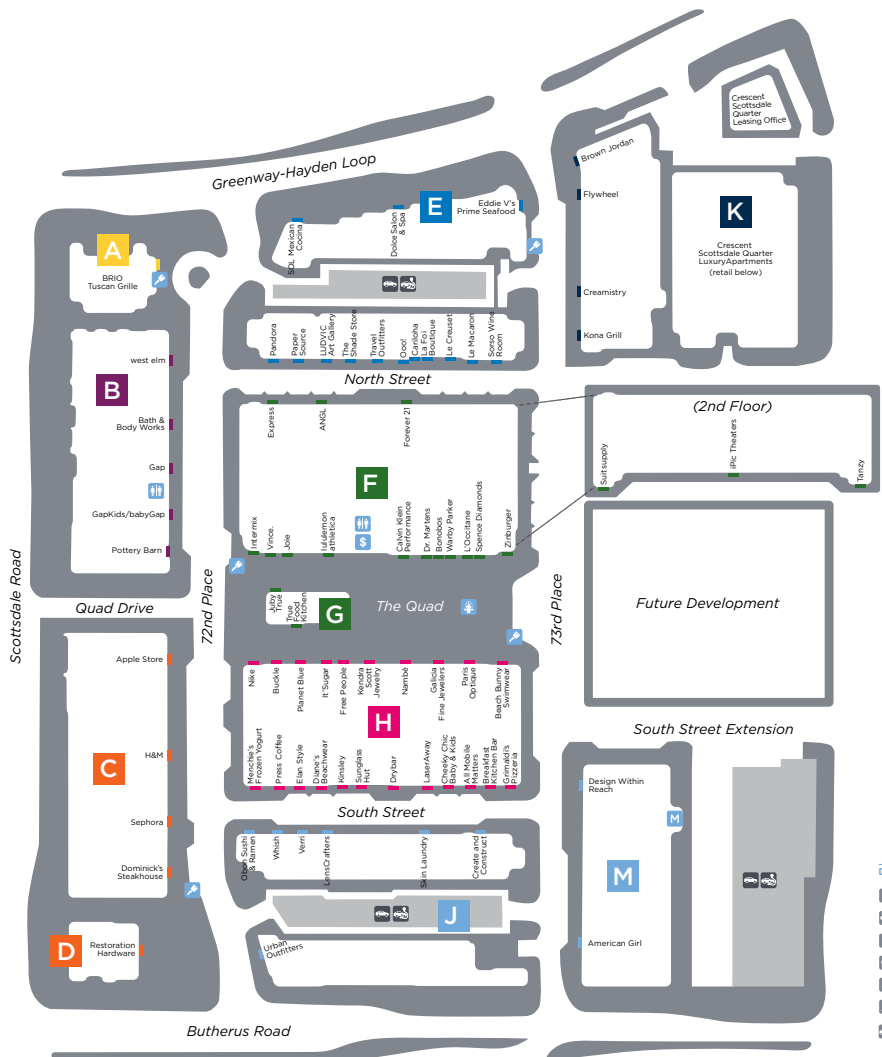 Crescent
Scottsdale
Quarter
Leasing Office
Greenway-Hayden Loop
Brown Jordan
Flywheel
E
Eddie V's
Prime Seafood
SOL Mexican
Cocina
Dolce Salon
& Spa
K
Crescent
Scottsdale Quarter
LuxuryApartments
(retail below)
A
BRIO
Tuscan Grille
Creamistry
Kona Grill
Pandora
Paper
Source
LUDVIC
Art Gallery
The
Shade Store
Travel
Outfitters
Ooo!
Cariloha
La Foi
Boutique
Le Creuset
Le Macaron
Sorso Wine
Room
west elm
B
North Street
Bath &
Body Works
Gap
GapKids/babyGap
Pottery Barn
Express
ANGL
Forever 21
(2nd Floor)
Suitsupply
iPic Theaters
Tanzy
F
$
Intermix
Vince.
Joie
lululemon
athletica
Calvin Klein
Performance
Dr. Martens
Bonobos
Warby Parker
L'Occitane
Spence Diamonds
Zinburger
Scottsdale Road
Quad Drive
72nd Place
Juby
True
True
Food
Kitchen
G
The Quad
73rd Place
Future Development
Apple Store
Nike
Buckle
Planet Blue
It'Sugar
Free People
Kendra
Scott
Jewelry
Nambé
Galicia
Fine Jewelers
Paris
Optique
Beach Bunny
Swimwear
H
South Street Extension
C
H&M
Menchie's
Frozen Yogurt
Press Coffee
Elan Style
Diane's
Beachwear
Kinsley
Sunglass
Hut
Drybar
LaserAway
Cheeky Chic
Baby & Kids
All Mobile
Matters
Breakfast
Kitchen Bar
Grimaldi's
Pizzeria
Design Within
Reach
Sephora
South Street
M
Obon Sushi
& Ramen
Whish
Verri
LensCrafters
Skin Laundry
Create and
Construct
Dominick's
Steakhouse
M
J
D
Restoration
Hardware
Urban
Outfitters
American Girl
Butherus Road